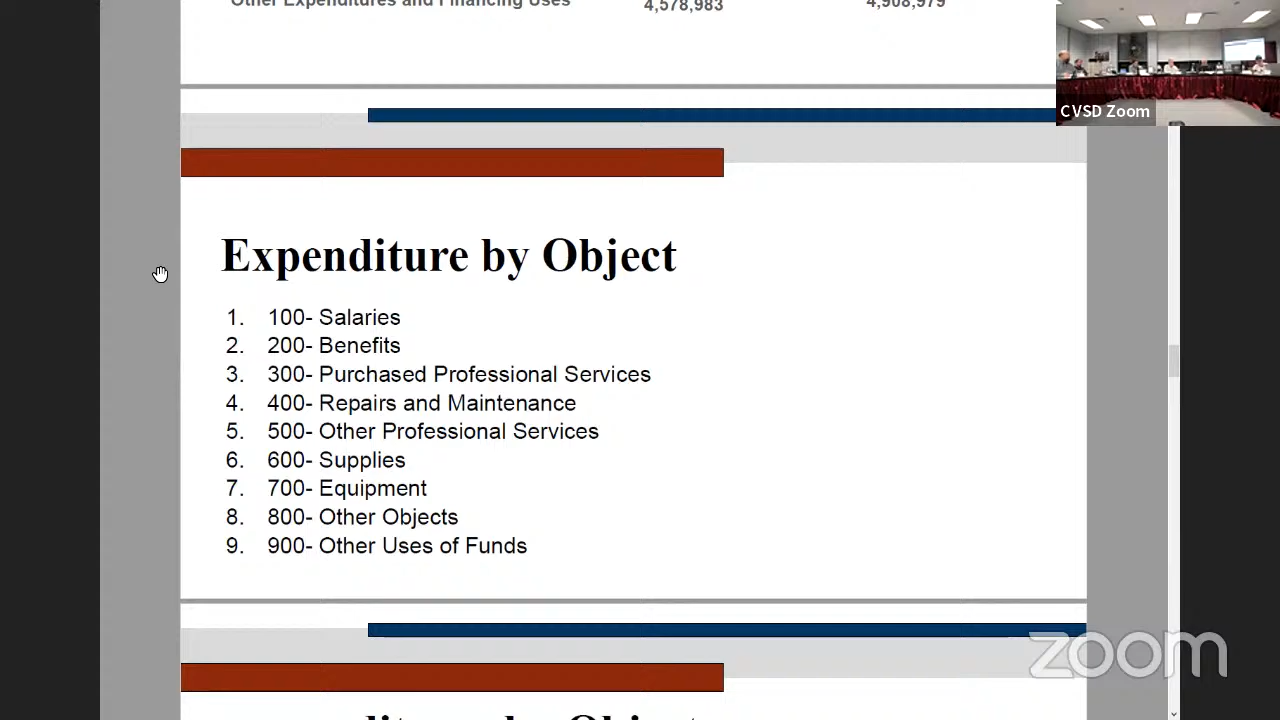 Other Expenditures and Financing Uses 4,578,983 4,908,979
CVSD Zoom
Expenditure by Object
1. 100- Salaries
2. 200- Benefits
3. 300- Purchased Professional Services
4. 400- Repairs and Maintenance
5. 500- Other Professional Services
6. 600- Supplies
7. 700- Equipment
8. 800- Other Objects
9. 900- Other Uses of Funds
zoom